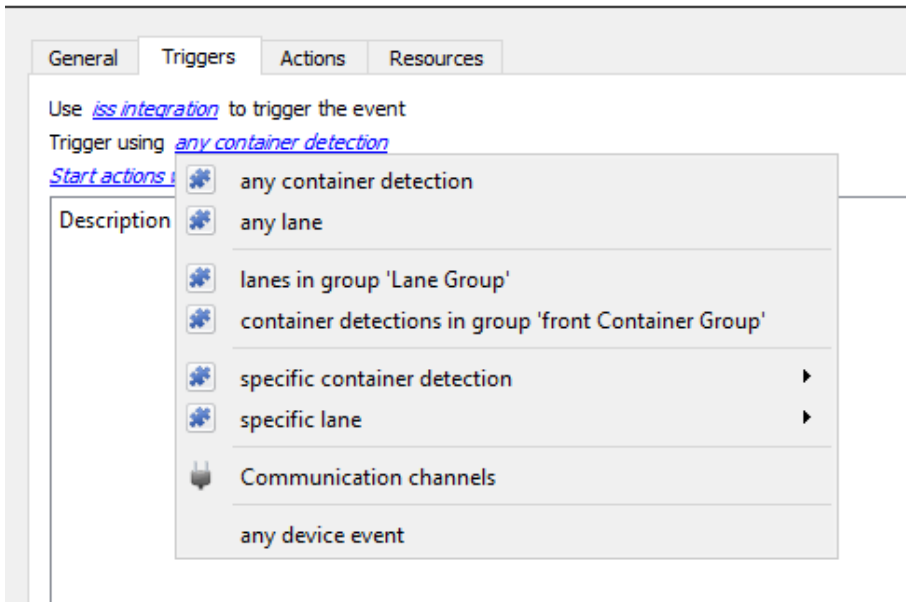 General Triggers Actions Resources
Use iss integration to trigger the event
Trigger using any container detection
Start actions
any container detection
Description
any lane
lanes in group 'Lane Group'
container detections in group 'front Container Group'
specific container detection
specific lane
Communication channels
any device event